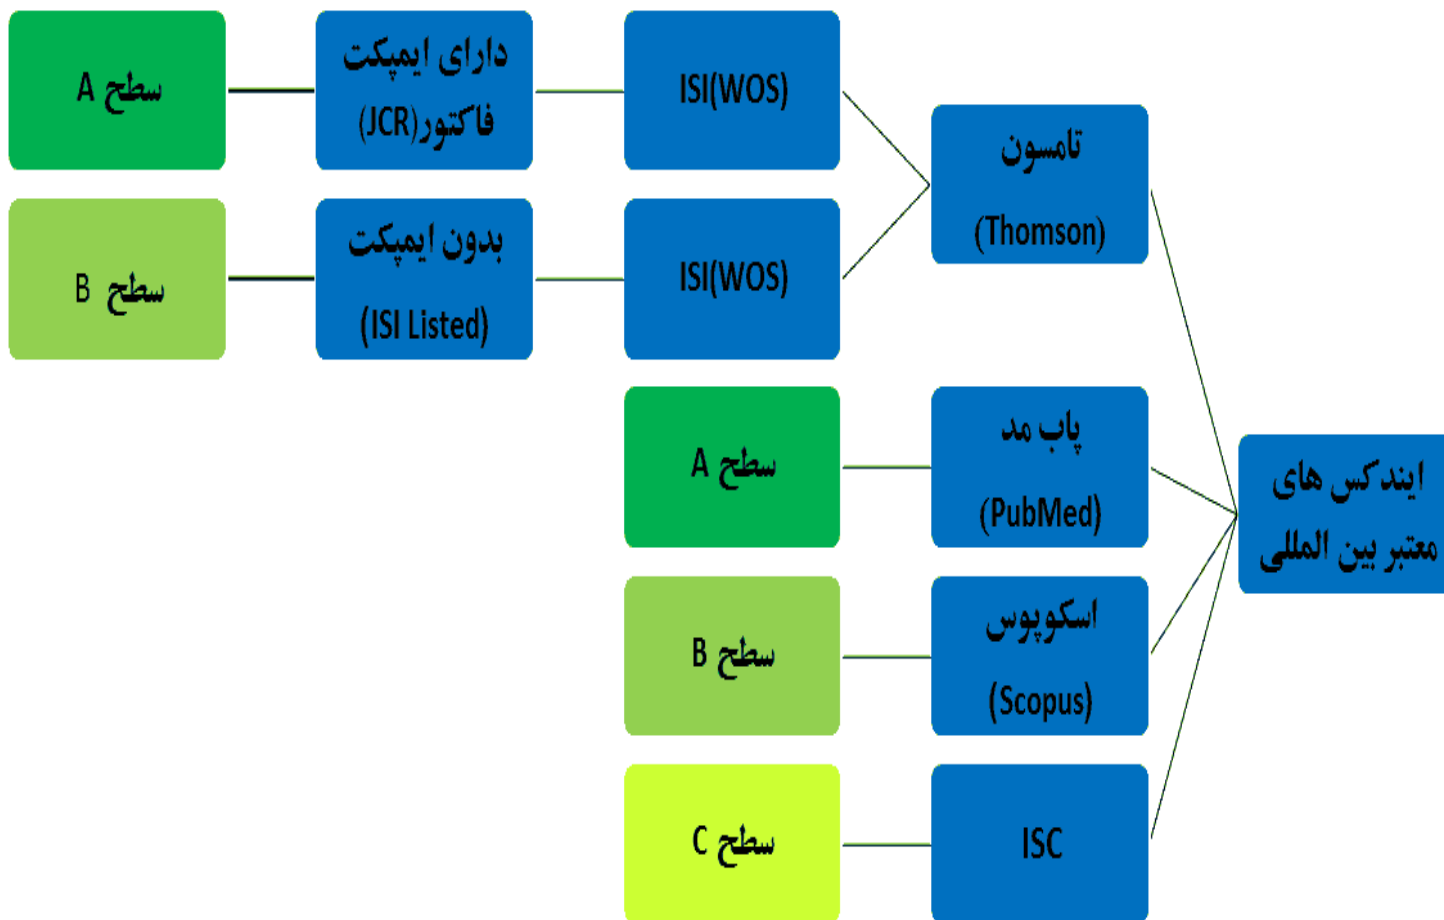 ایندکس های
معتبر بین المللی
تامسون
(Thomson)
ISI(WOS)
دارای ایمپکت
فاکتور(JCR)
سطح A
ISI(WOS)
بدون ایمپکت
(ISI Listed)
سطح B
پاب مد
(PubMed)
سطح A
اسکوپوس
(Scopus)
سطح B
ISC
سطح C